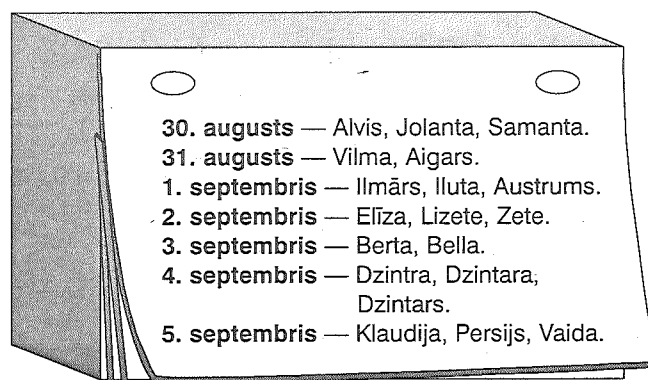 30. augusts — Alvis, Jolanta, Samanta.
31. augusts — Vilma, Aigars.
1. septembris — Ilmārs, Iluta, Austrums.
2. septembris — Elīza, Lizete, Zete.
3. septembris — Berta, Bella.
4. septembris — Dzintra, Dzintara,
Dzintars.
5. septembris — Klaudija, Persijs, Vaida.